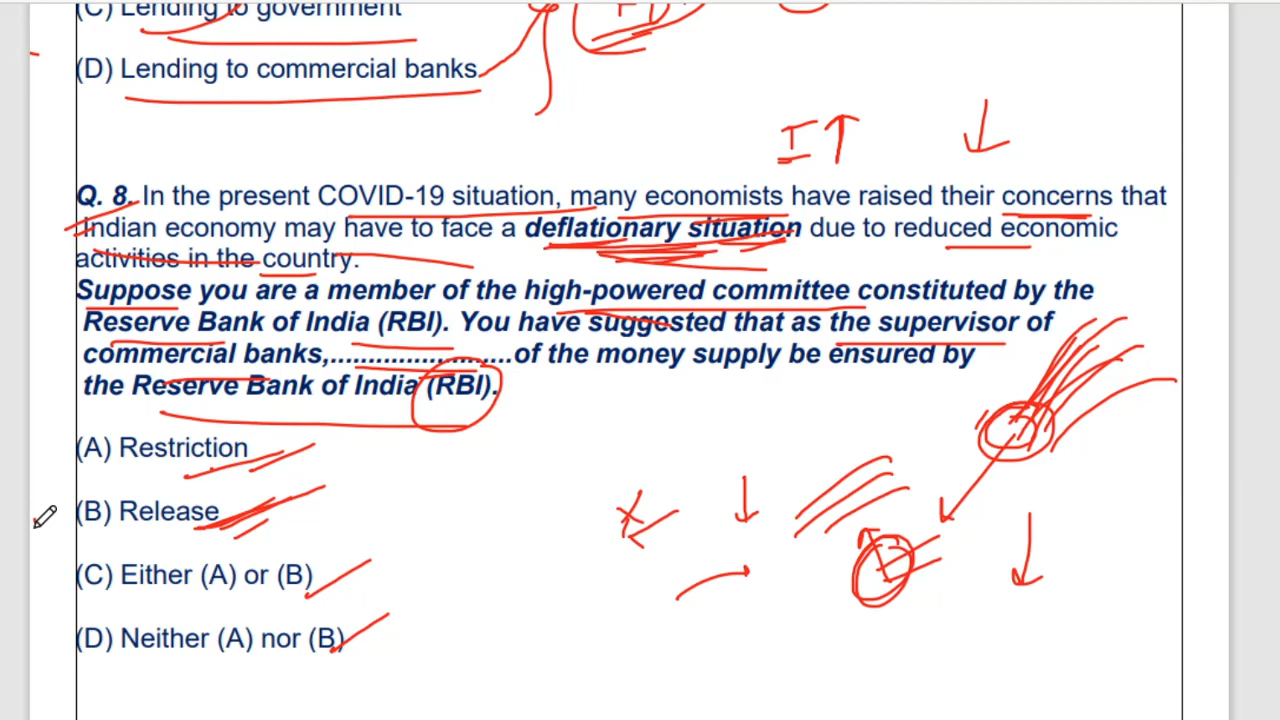 (C) Lending to government
(D) Lending to commercial banks
I↑ ↓
Q. 8. In the present COVID-19 situation, many economists have raised their concerns that
Indian economy may have to face a deflationary situation due to reduced economic
activities in the country.
Suppose you are a member of the high-powered committee constituted by the
Reserve Bank of India (RBI). You have suggested that as the supervisor of
commercial banks,........................of the money supply be ensured by
the Reserve Bank of India (RBI).
(A) Restriction
(B) Release
(C) Either (A) or (B)
(D) Neither (A) nor (B)